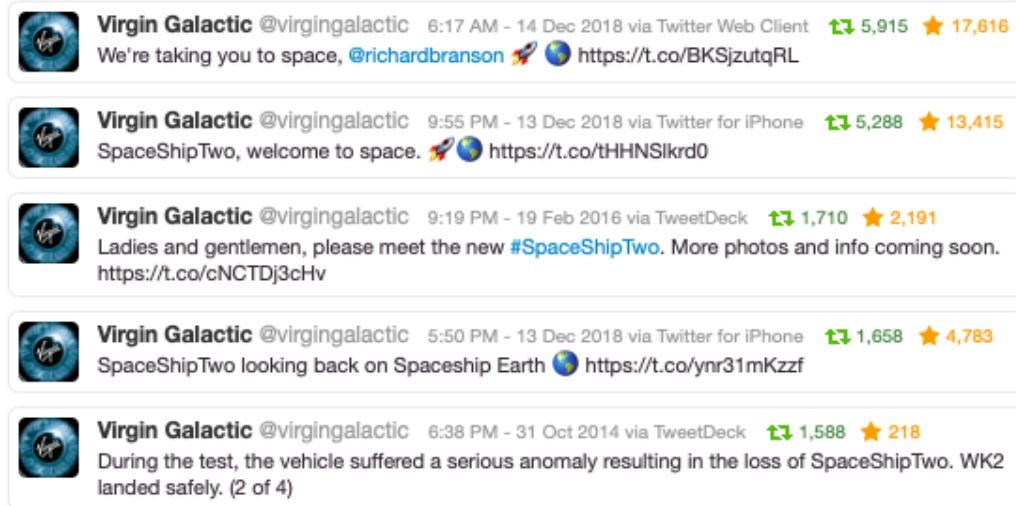 Virgin Galactic @virgingalactic 6:17 AM - 14 Dec 2018 via Twitter Web Client 5,915 17,616
We're taking you to space, @richardbranson 🚀 🌎 https://t.co/BKSjzutqRL
Virgin Galactic @virgingalactic 9:55 PM - 13 Dec 2018 via Twitter for iPhone 5,288 13,415
SpaceShipTwo, welcome to space. 🚀🌎 https://t.co/tHHNSlkrd0
Virgin Galactic @virgingalactic 9:19 PM - 19 Feb 2016 via TweetDeck 1,710 2,191
Ladies and gentlemen, please meet the new #SpaceShipTwo. More photos and info coming soon.
https://t.co/cNCTDj3cHv
Virgin Galactic @virgingalactic 5:50 PM - 13 Dec 2018 via Twitter for iPhone 1,658 4,783
SpaceShipTwo looking back on Spaceship Earth 🌎 https://t.co/ynr31mKzzf
Virgin Galactic @virgingalactic 6:38 PM - 31 Oct 2014 via TweetDeck 1,588 218
During the test, the vehicle suffered a serious anomaly resulting in the loss of SpaceShipTwo. WK2
landed safely. (2 of 4)